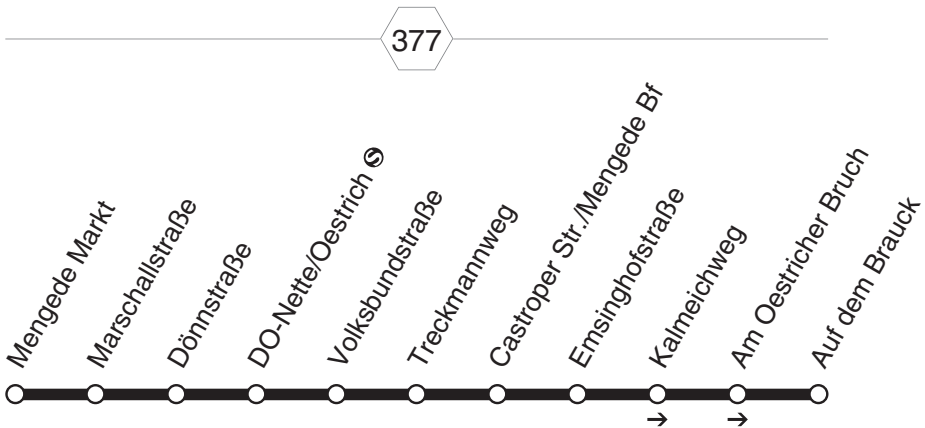 377
Mengede Markt
Marschallstraße
Dönnstraße
DO-Nette/Oestrich Ⓢ
Volksbundstraße
Treckmannweg
Castroper Str./Mengede Bf
Emsinghofstraße
Kalmeichweg
Am Oestricher Bruch
Auf dem Brauck
→ →